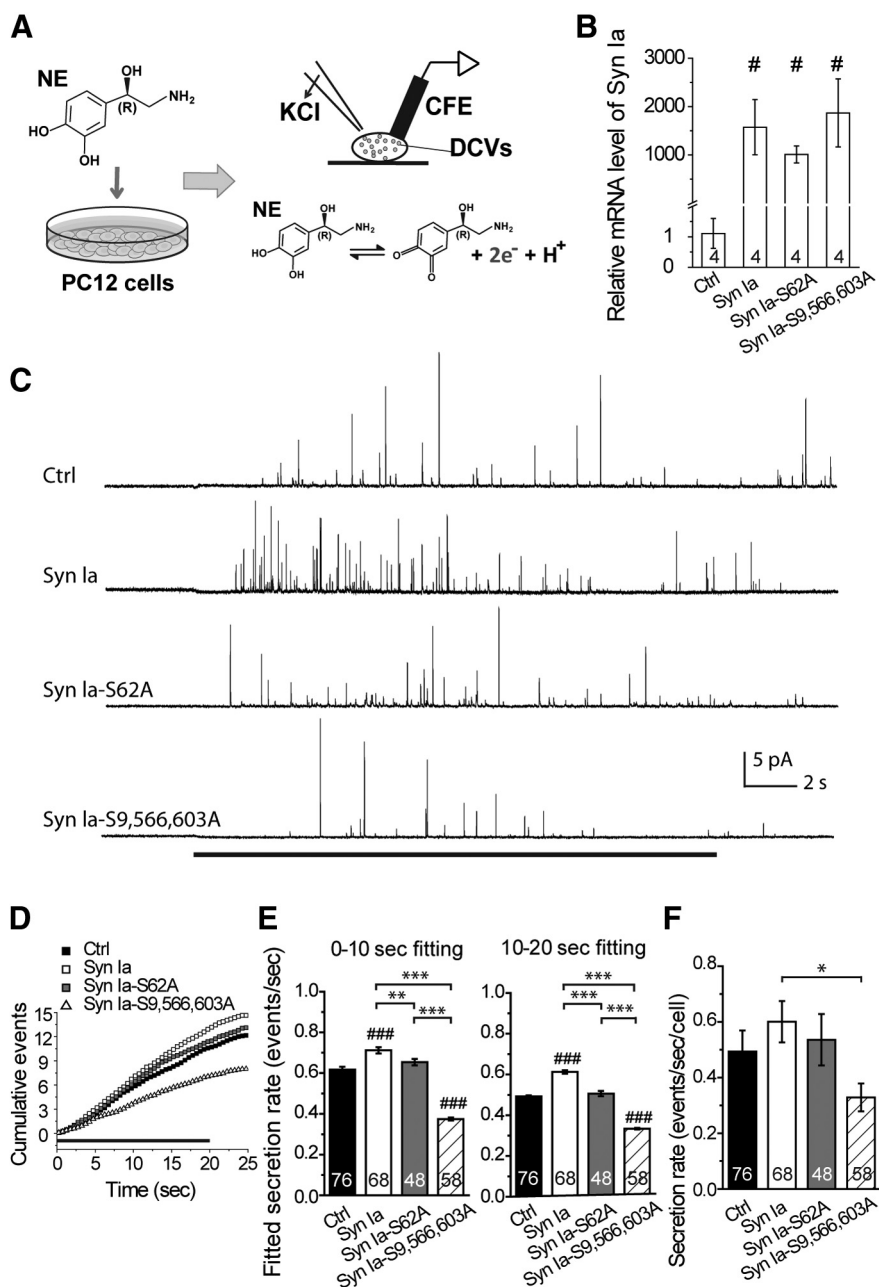 A
NE
OH
(R)
NH2
HO
OH
PC12 cells
KCl
CFE
DCVs
NE
OH
NH2
(R)
HO
HO
OH
NH2
(R)
O
O
+ 2e- + H+
B
Relative mRNA level of Syn Ia
3000
2000
1000
1
0
# # #
4 4 4 4
Ctrl
Syn Ia
Syn Ia-S62A
Syn Ia-S9,566,603A
C
Ctrl
Syn Ia
Syn Ia-S62A
Syn Ia-S9,566,603A
5 pA
2 s
D
Ctrl
Syn Ia
Syn Ia-S62A
Syn Ia-S9,566,603A
Cumulative events
15
12
9
6
3
0
0 5 10 15 20 25
Time (sec)
E
Fitted secretion rate (events/sec)
0-10 sec fitting
1.0
0.8
0.6
0.4
0.2
0.0
***
** ***
###
###
76 68 48 58
Ctrl
Syn Ia
Syn Ia-S62A
Syn Ia-S9,566,603A
10-20 sec fitting
1.0
0.8
0.6
0.4
0.2
0.0
***
*** ***
###
###
76 68 48 58
Ctrl
Syn Ia
Syn Ia-S62A
Syn Ia-S9,566,603A
F
Secretion rate (events/sec/cell)
0.8
0.6
0.4
0.2
0.0
*
76 68 48 58
Ctrl
Syn Ia
Syn Ia-S62A
Syn Ia-S9,566,603A